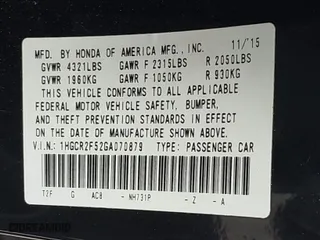 MFD. BY HONDA OF AMERICA MFG., INC. 11/'15
GVWR 4321LBS GAWR F 2315LBS R 2050LBS
GVWR 1960KG GAWR F 1050KG R 930KG
THIS VEHICLE CONFORMS TO ALL APPLICABLE
FEDERAL MOTOR VEHICLE SAFETY, BUMPER,
AND THEFT PREVENTION STANDARDS IN EFFECT ON
THE DATE OF MANUFACTURE SHOWN ABOVE.
V.I.N.: 1HGCR2F52GA070879 TYPE: PASSENGER CAR
T2F G AC8 - NH731P - Z - A